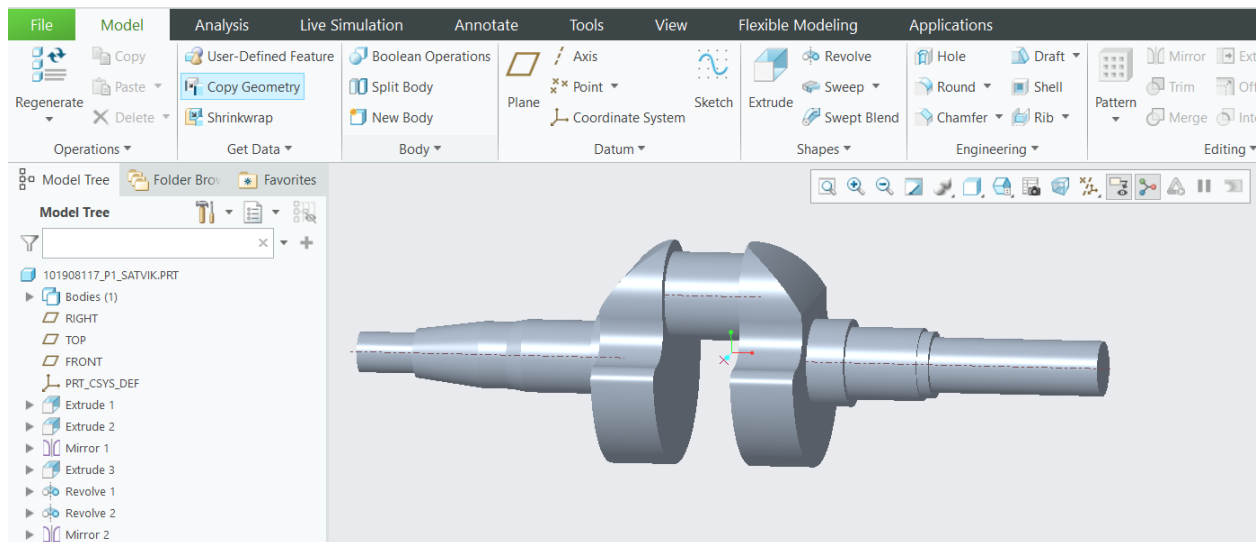 File Model Analysis Live Simulation Annotate Tools View Flexible Modeling Applications
Regenerate
Copy
Paste
Delete
Operations
User-Defined Feature
Copy Geometry
Shrinkwrap
Get Data
Boolean Operations
Split Body
New Body
Body
Plane
Axis
Point
Coordinate System
Sketch
Datum
Extrude
Revolve
Sweep
Swept Blend
Shapes
Hole
Round
Chamfer
Draft
Shell
Rib
Engineering
Pattern
Mirror
Trim
Merge
Ext
Off
Inte
Editing
Model Tree Folder Brov Favorites
Model Tree
101908117_P1_SATVIK.PRT
Bodies (1)
RIGHT
TOP
FRONT
PRT_CSYS_DEF
Extrude 1
Extrude 2
Mirror 1
Extrude 3
Revolve 1
Revolve 2
Mirror 2